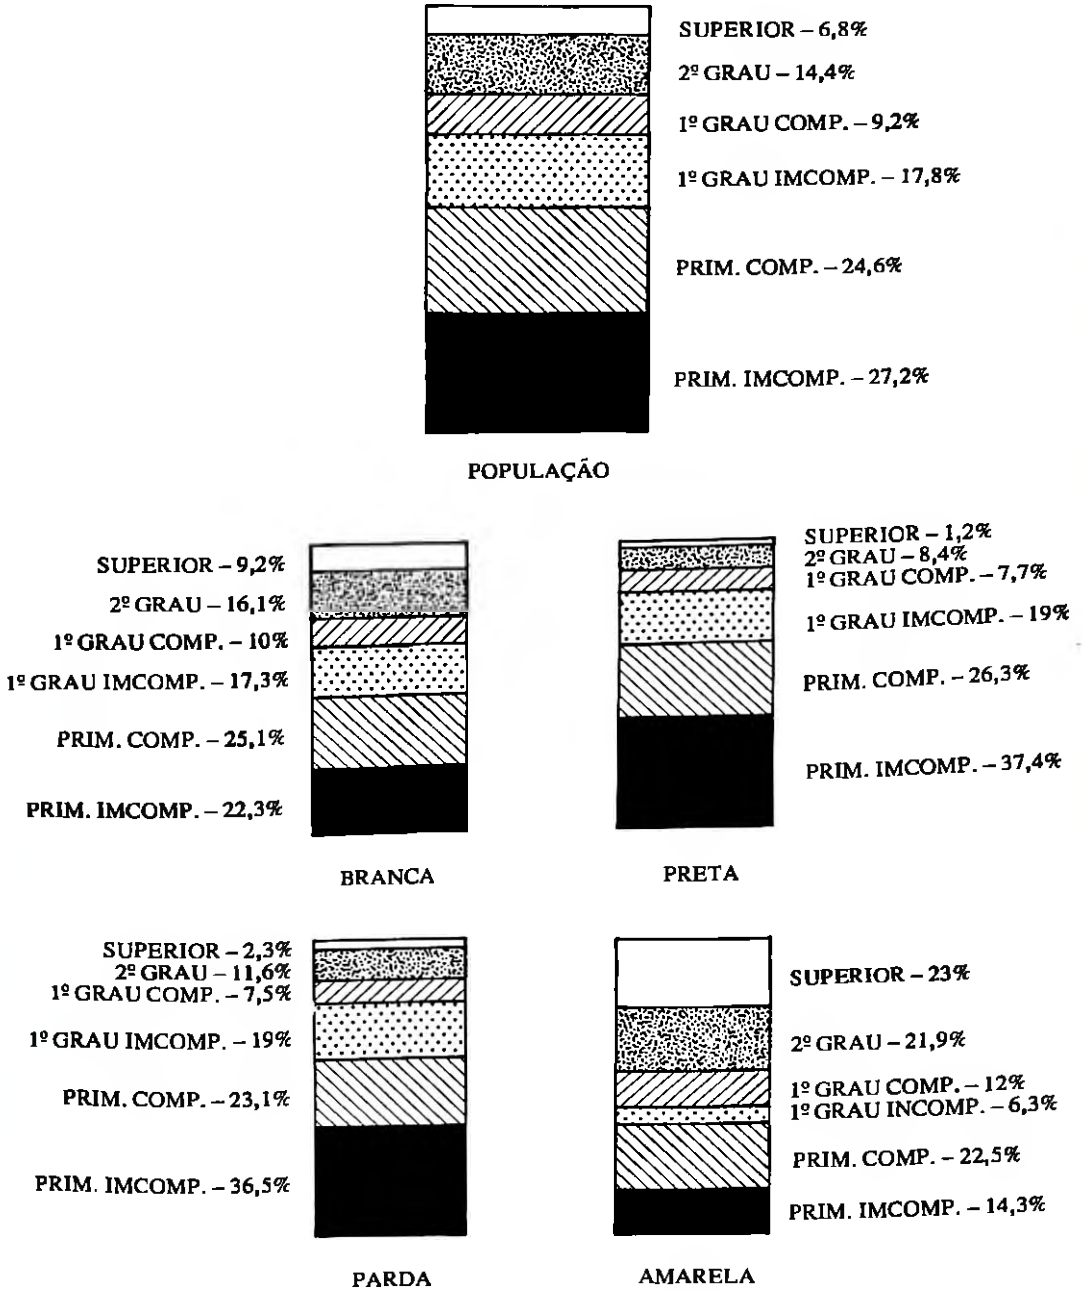 SUPERIOR – 6,8%
2º GRAU – 14,4%
1º GRAU COMP. – 9,2%
1º GRAU IMCOMP. – 17,8%
PRIM. COMP. – 24,6%
PRIM. IMCOMP. – 27,2%
POPULAÇÃO
SUPERIOR – 9,2%
2º GRAU – 16,1%
1º GRAU COMP. – 10%
1º GRAU IMCOMP. – 17,3%
PRIM. COMP. – 25,1%
PRIM. IMCOMP. – 22,3%
BRANCA
SUPERIOR – 1,2%
2º GRAU – 8,4%
1º GRAU COMP. – 7,7%
1º GRAU IMCOMP. – 19%
PRIM. COMP. – 26,3%
PRIM. IMCOMP. – 37,4%
PRETA
SUPERIOR – 2,3%
2º GRAU – 11,6%
1º GRAU COMP. – 7,5%
1º GRAU IMCOMP. – 19%
PRIM. COMP. – 23,1%
PRIM. IMCOMP. – 36,5%
PARDA
SUPERIOR – 23%
2º GRAU – 21,9%
1º GRAU COMP. – 12%
1º GRAU INCOMP. – 6,3%
PRIM. COMP. – 22,5%
PRIM. IMCOMP. – 14,3%
AMARELA